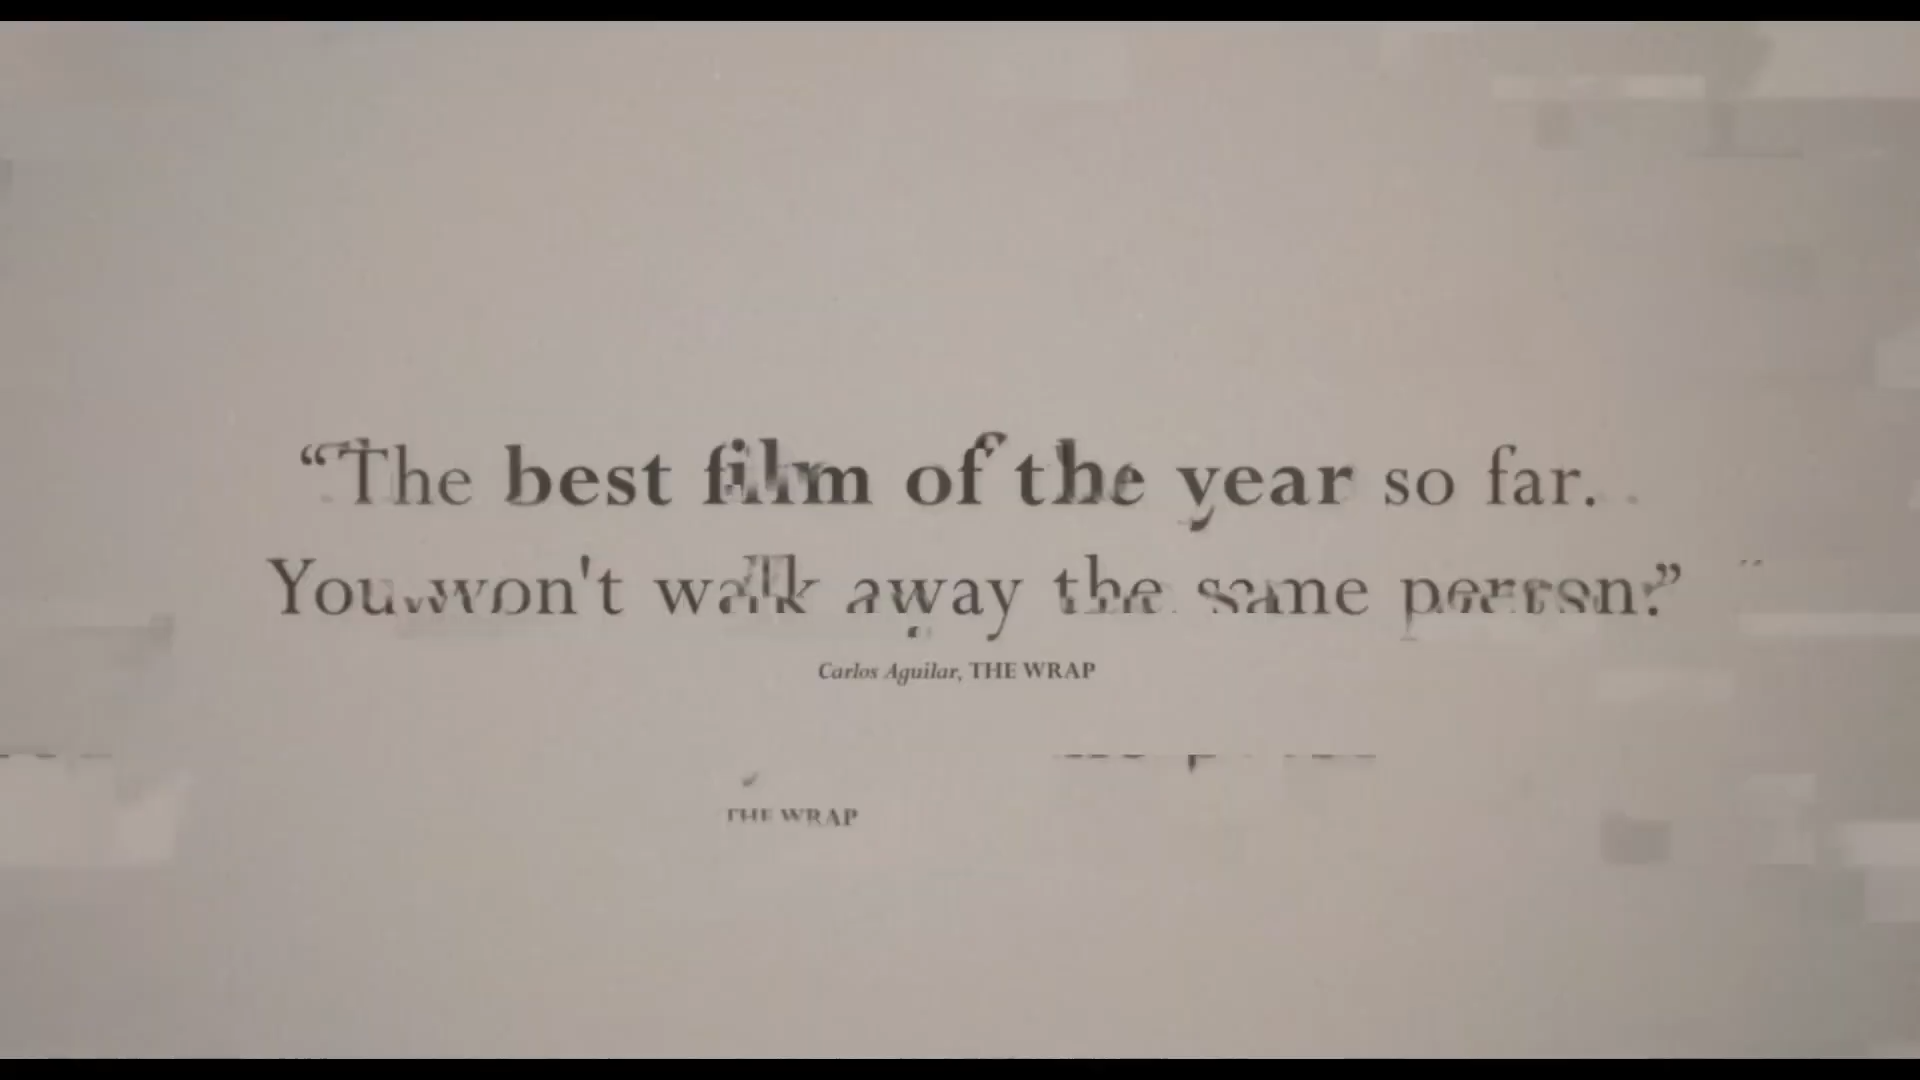 “The best film of the year so far.
You won't walk away the same person.”
Carlos Aguilar, THE WRAP
THE WRAP